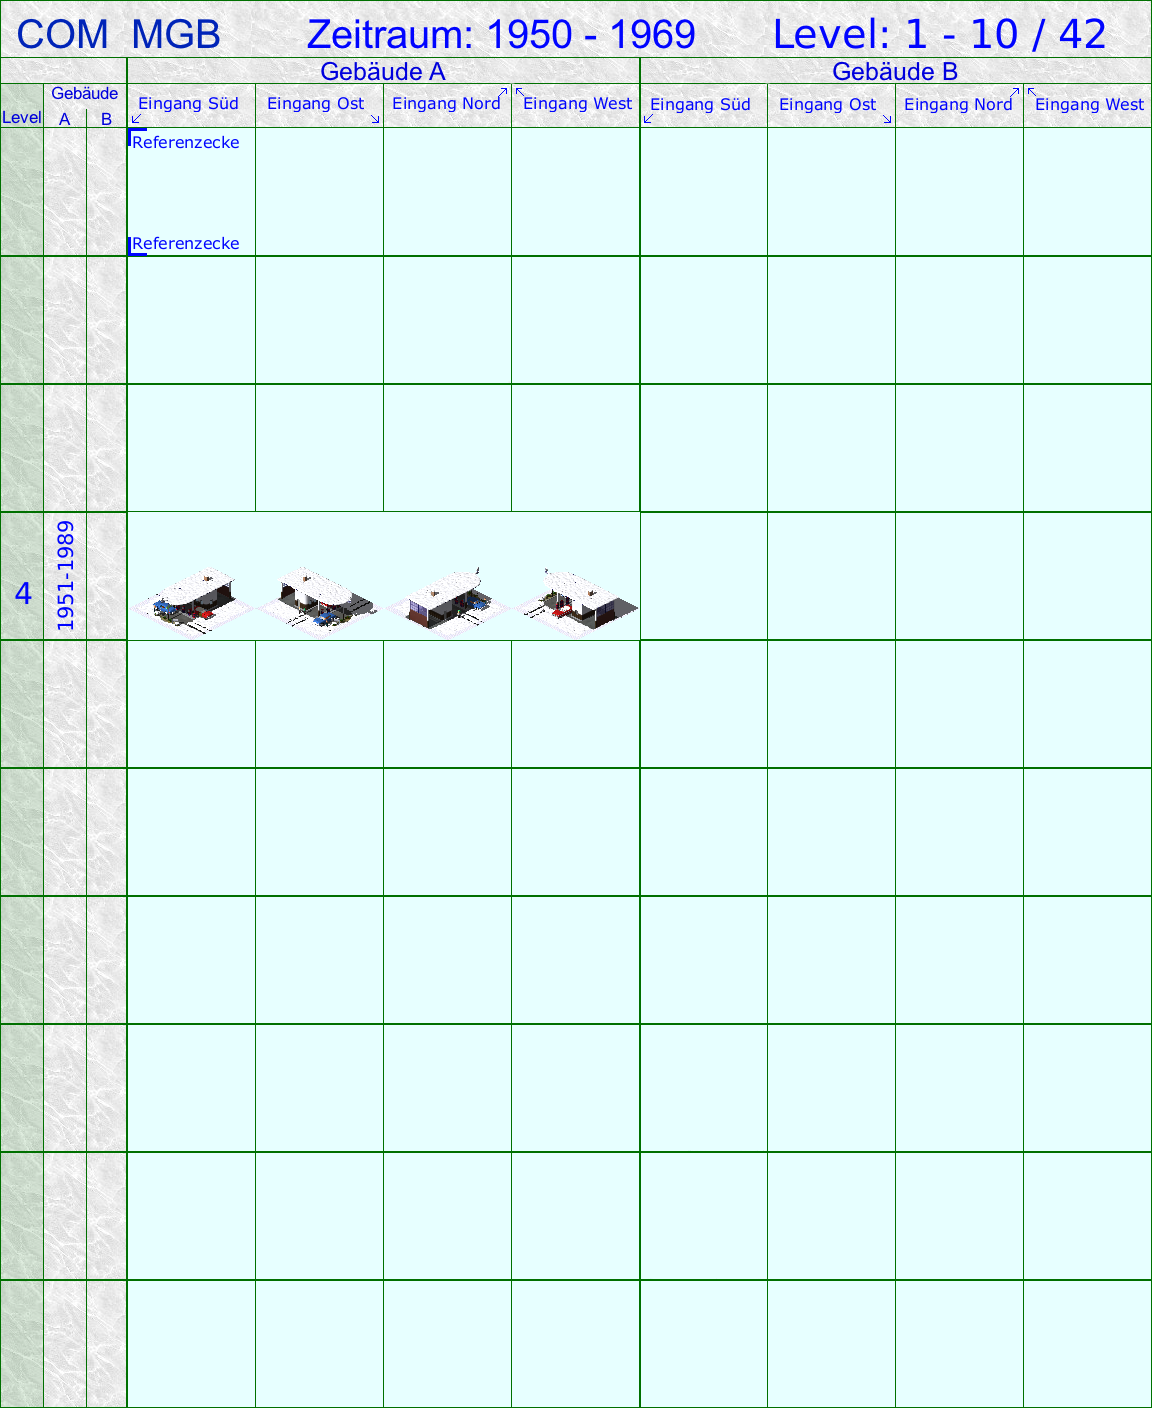 COM MGB Zeitraum: 1950 - 1969 Level: 1 - 10 / 42
Gebäude A Gebäude B
Level Gebäude A B
Eingang Süd Eingang Ost Eingang Nord Eingang West Eingang Süd Eingang Ost Eingang Nord Eingang West
Referenzecke
Referenzecke
4 1951-1989